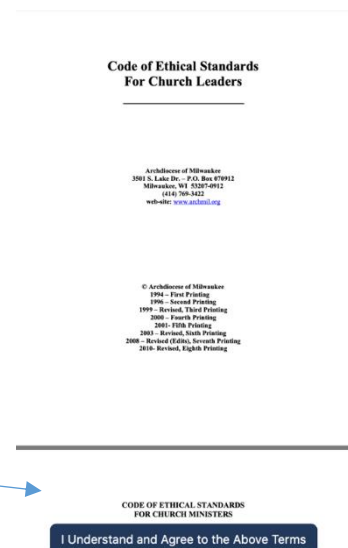 Code of Ethical Standards
For Church Leaders
Archdiocese of Milwaukee
3501 S. Lake Dr. – P.O. Box 070912
Milwaukee, WI 53207-0912
(414) 769-3422
web-site: www.archmil.org
© Archdiocese of Milwaukee
1994 – First Printing
1996 – Second Printing
1999 – Revised, Third Printing
2000 – Fourth Printing
2001- Fifth Printing
2003 – Revised, Sixth Printing
2008 – Revised (Edits), Seventh Printing
2010- Revised, Eighth Printing
CODE OF ETHICAL STANDARDS
FOR CHURCH MINISTERS
I Understand and Agree to the Above Terms